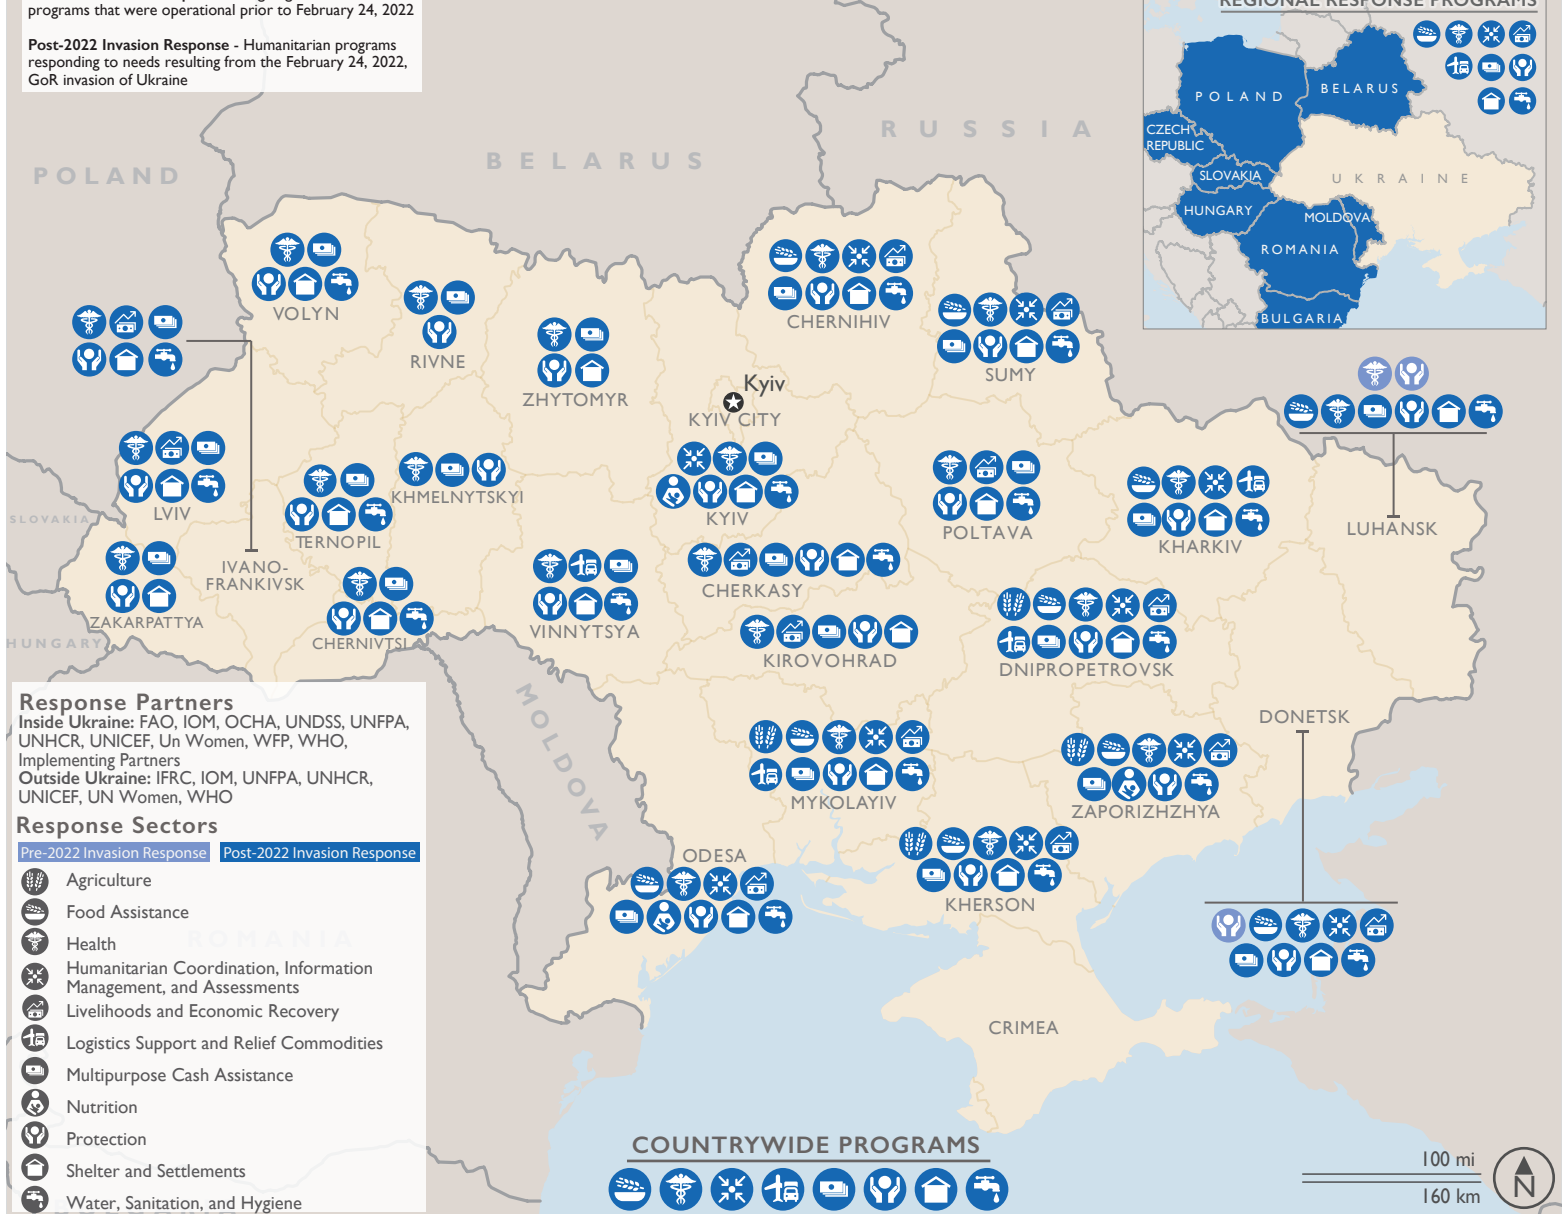 programs that were operational prior to February 24, 2022
Post-2022 Invasion Response - Humanitarian programs
responding to needs resulting from the February 24, 2022,
GoR invasion of Ukraine
REGIONAL RESPONSE PROGRAMS
POLAND
BELARUS
CZECH
REPUBLIC
SLOVAKIA
UKRAINE
HUNGARY
MOLDOVA
ROMANIA
BULGARIA
RUSSIA
BELARUS
POLAND
VOLYN
RIVNE
ZHYTOMYR
CHERNIHIV
SUMY
Kyiv
KYIV CITY
LVIV
TERNOPIL
KHMELNYTSKYI
KYIV
POLTAVA
KHARKIV
LUHANSK
SLOVAKIA
IVANO-
FRANKIVSK
ZAKARPATTYA
CHERNIVTSI
VINNYTSYA
CHERKASY
KIROVOHRAD
DNIPROPETROVSK
HUNGARY
MOLDOVA
DONETSK
MYKOLAYIV
ZAPORIZHZHYA
ODESA
KHERSON
CRIMEA
Response Partners
Inside Ukraine: FAO, IOM, OCHA, UNDSS, UNFPA,
UNHCR, UNICEF, Un Women, WFP, WHO,
Implementing Partners
Outside Ukraine: IFRC, IOM, UNFPA, UNHCR,
UNICEF, UN Women, WHO
Response Sectors
Pre-2022 Invasion Response Post-2022 Invasion Response
Agriculture
Food Assistance
Health
ROMANIA
Humanitarian Coordination, Information
Management, and Assessments
Livelihoods and Economic Recovery
Logistics Support and Relief Commodities
Multipurpose Cash Assistance
Nutrition
Protection
Shelter and Settlements
Water, Sanitation, and Hygiene
COUNTRYWIDE PROGRAMS
100 mi
160 km
N